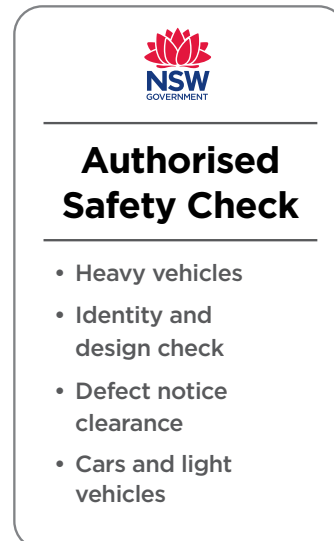 NSW
GOVERNMENT
Authorised
Safety Check
• Heavy vehicles
• Identity and
design check
• Defect notice
clearance
• Cars and light
vehicles